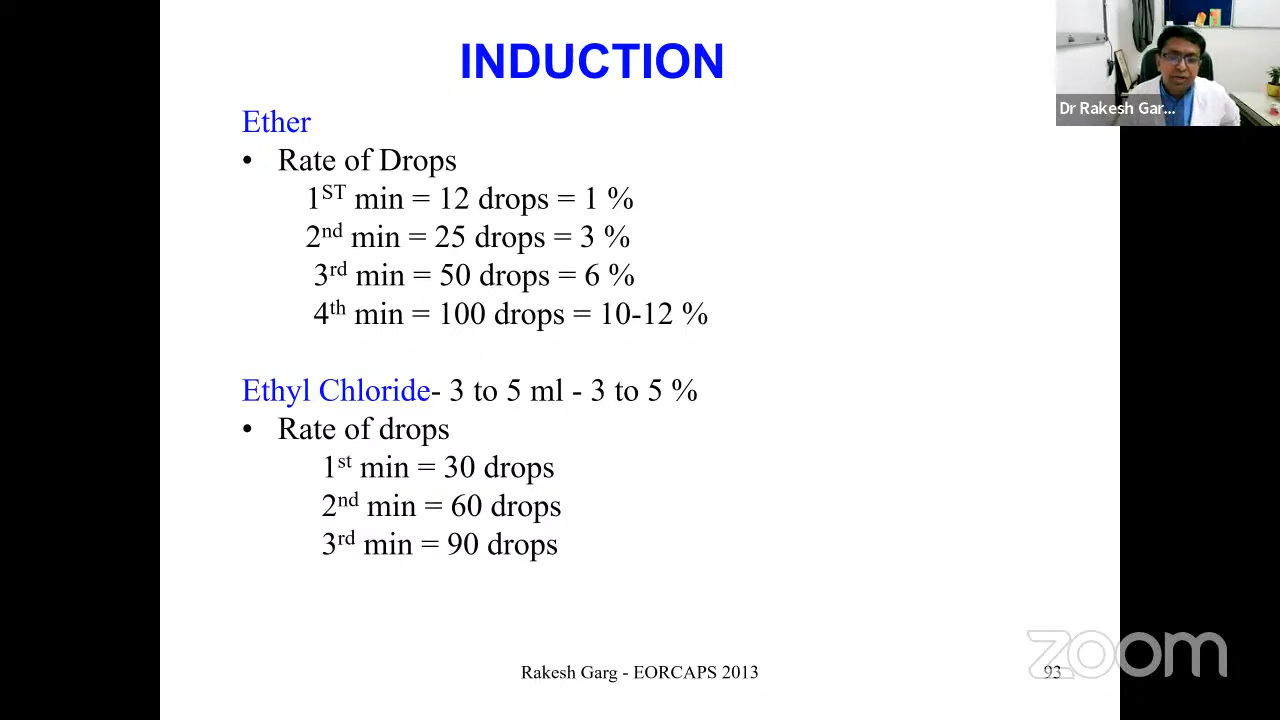 INDUCTION
Dr Rakesh Gar...
Ether
• Rate of Drops
1ST min = 12 drops = 1 %
2nd min = 25 drops = 3 %
3rd min = 50 drops = 6 %
4th min = 100 drops = 10-12 %
Ethyl Chloride- 3 to 5 ml - 3 to 5 %
• Rate of drops
1st min = 30 drops
2nd min = 60 drops
3rd min = 90 drops
Rakesh Garg - EORCAPS 2013
93
zoom